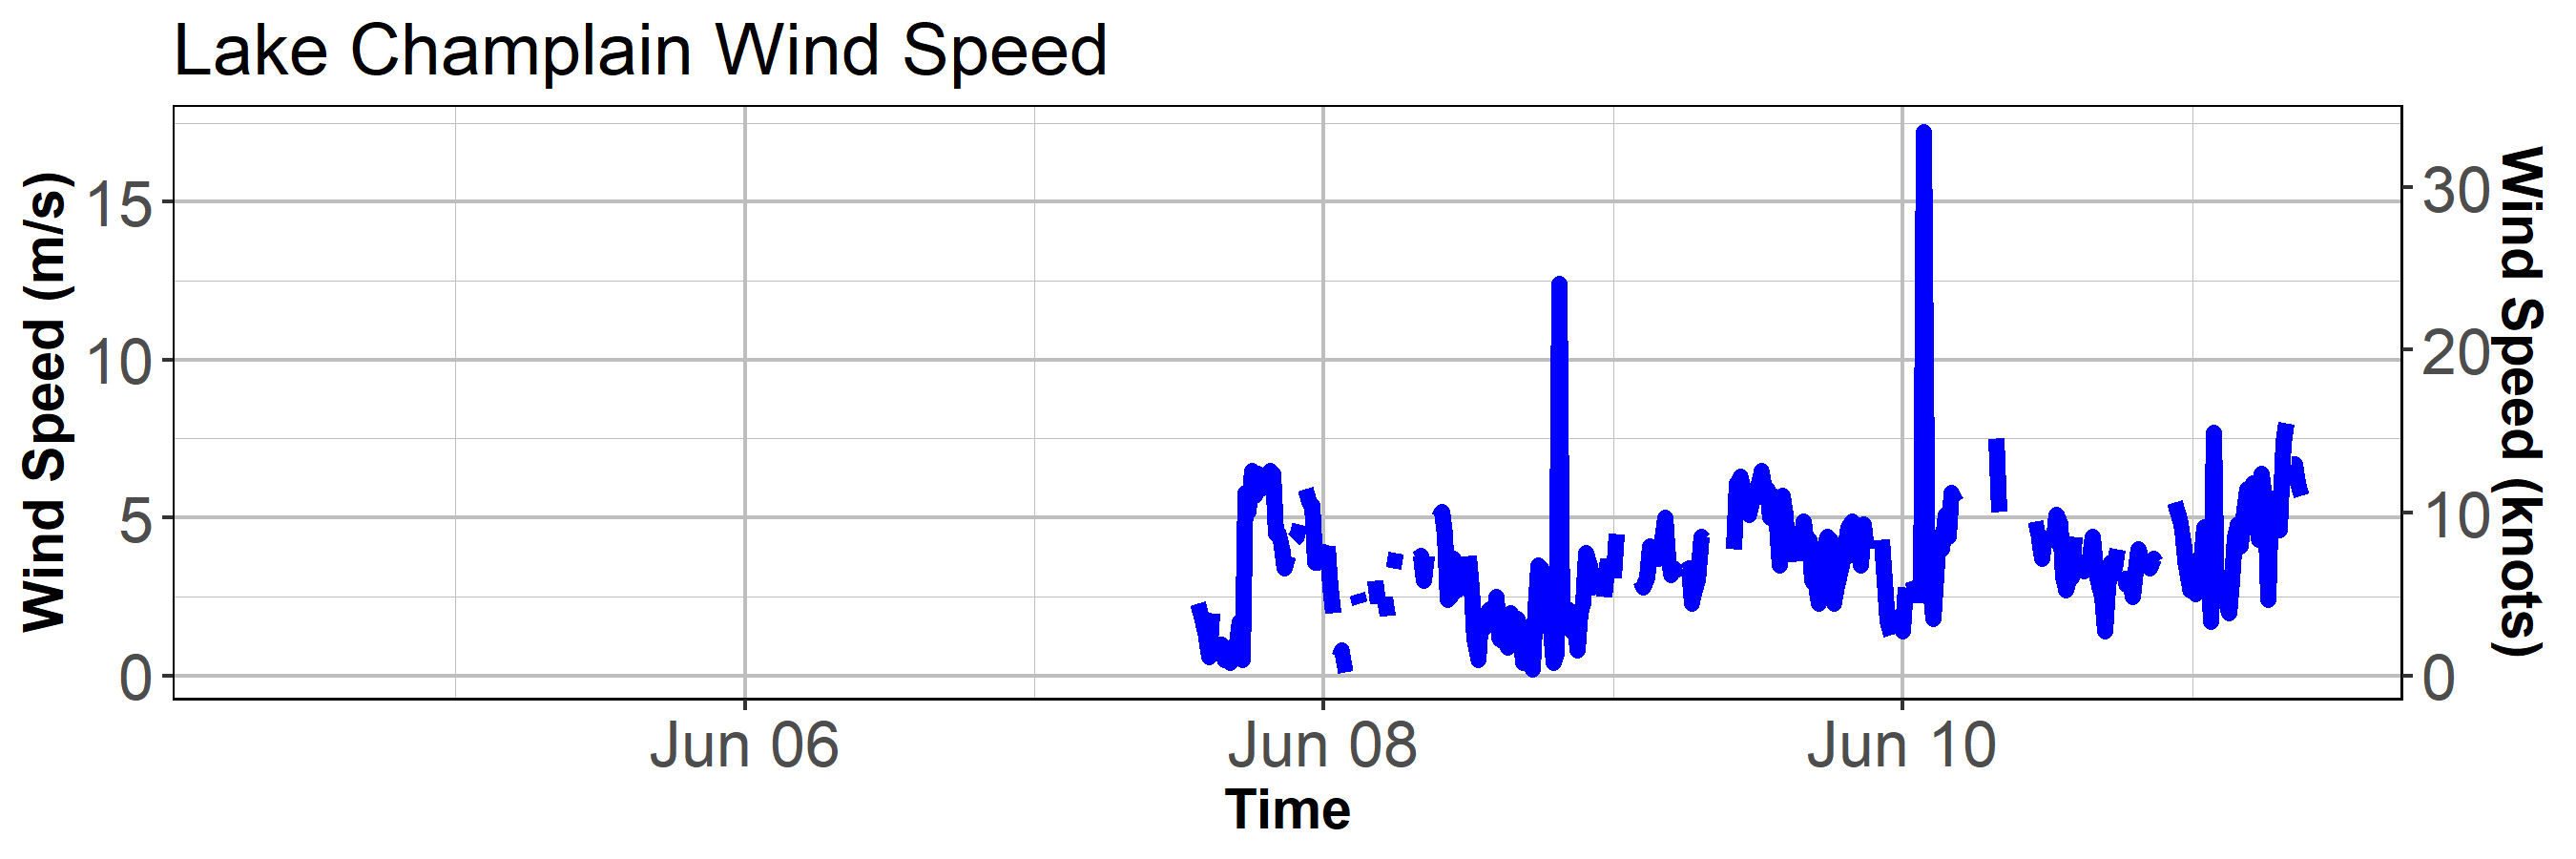 Lake Champlain Wind Speed
Wind Speed (m/s)
15
10
5
0
30
20
10
0
Wind Speed (knots)
Jun 06
Jun 08
Jun 10
Time